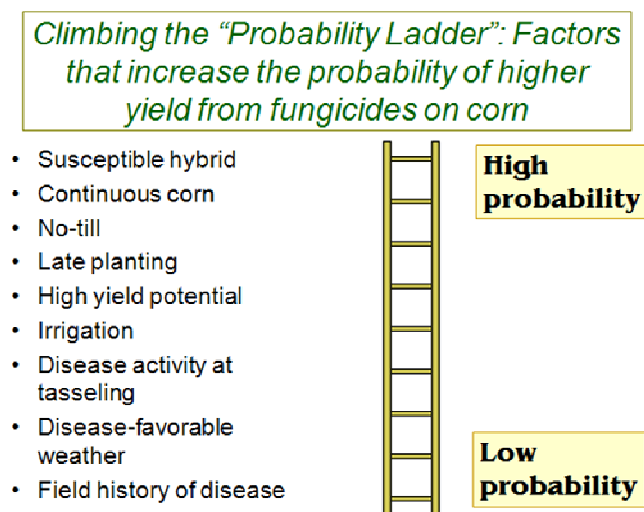 Climbing the “Probability Ladder”: Factors
that increase the probability of higher
yield from fungicides on corn
• Susceptible hybrid
• Continuous corn
• No-till
• Late planting
• High yield potential
• Irrigation
• Disease activity at
tasseling
• Disease-favorable
weather
• Field history of disease
High
probability
Low
probability